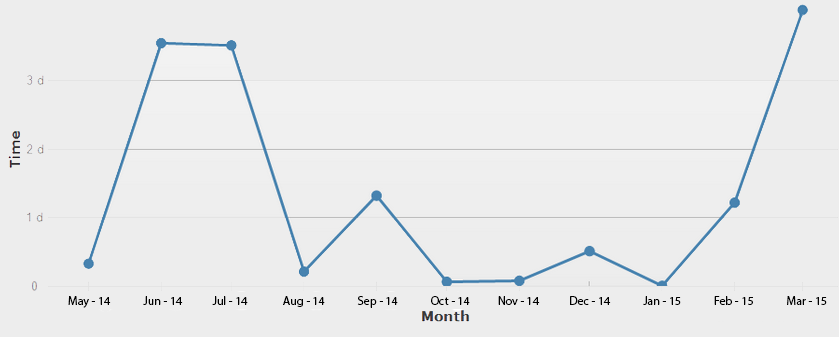 3 d
2 d
1 d
0
Time
May - 14 Jun - 14 Jul - 14 Aug - 14 Sep - 14 Oct - 14 Nov - 14 Dec - 14 Jan - 15 Feb - 15 Mar - 15
Month